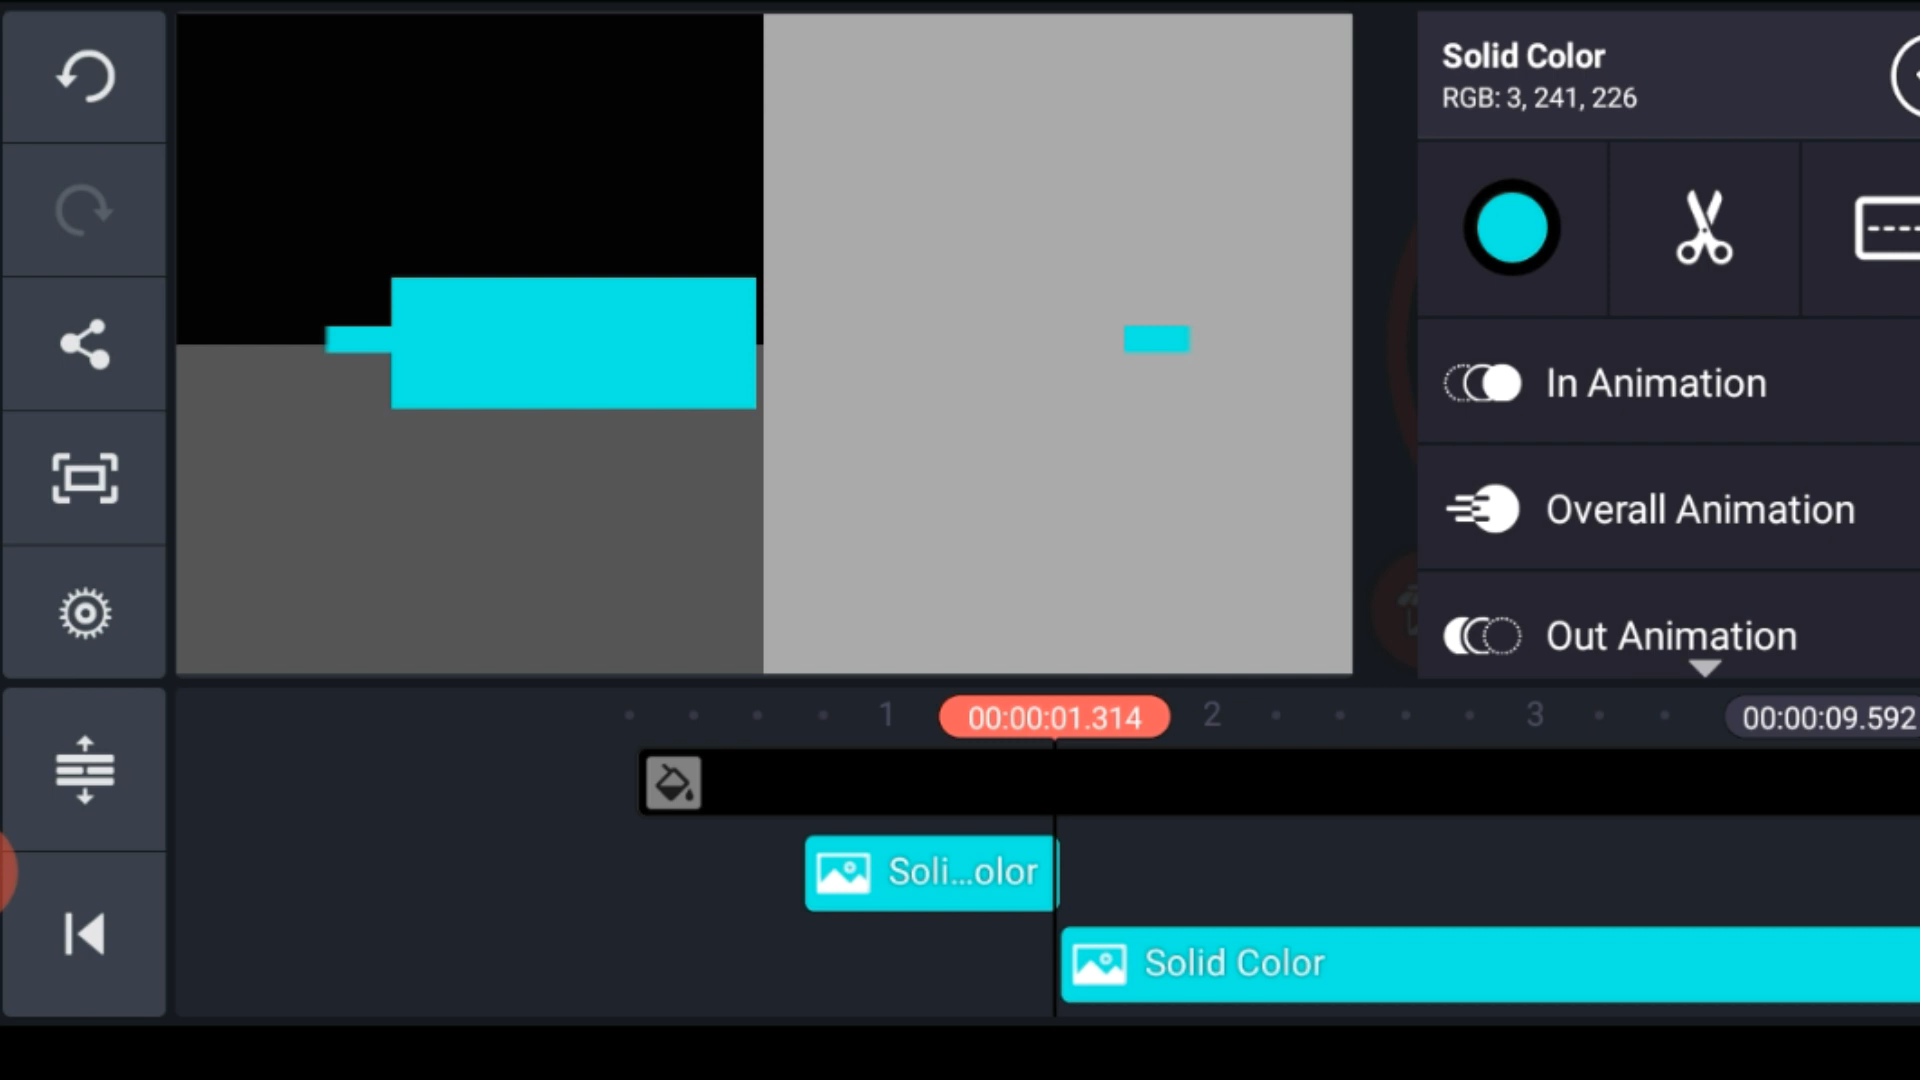 Solid Color
RGB: 3, 241, 226
In Animation
Overall Animation
Out Animation
1
00:00:01.314
2
3
00:00:09.592
Soli...olor
Solid Color